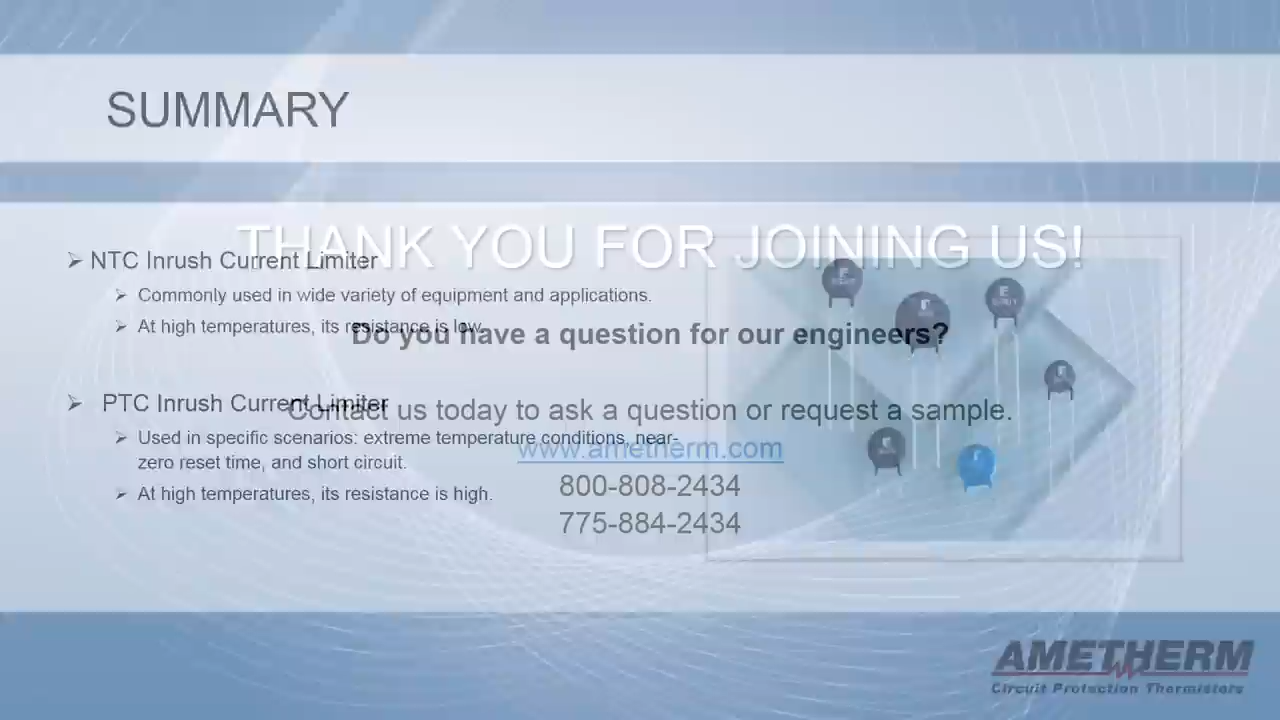 SUMMARY
➢ NTC Inrush Current Limiter
➢ Commonly used in wide variety of equipment and applications.
➢ At high temperatures, its resistance is low.
➢ PTC Inrush Current Limiter
➢ Used in specific scenarios: extreme temperature conditions, near-
zero reset time, and short circuit.
➢ At high temperatures, its resistance is high.
THANK YOU FOR JOINING US!
Do you have a question for our engineers?
Contact us today to ask a question or request a sample.
www.ametherm.com
800-808-2434
775-884-2434
AMETHERM
Circuit Protection Thermistors